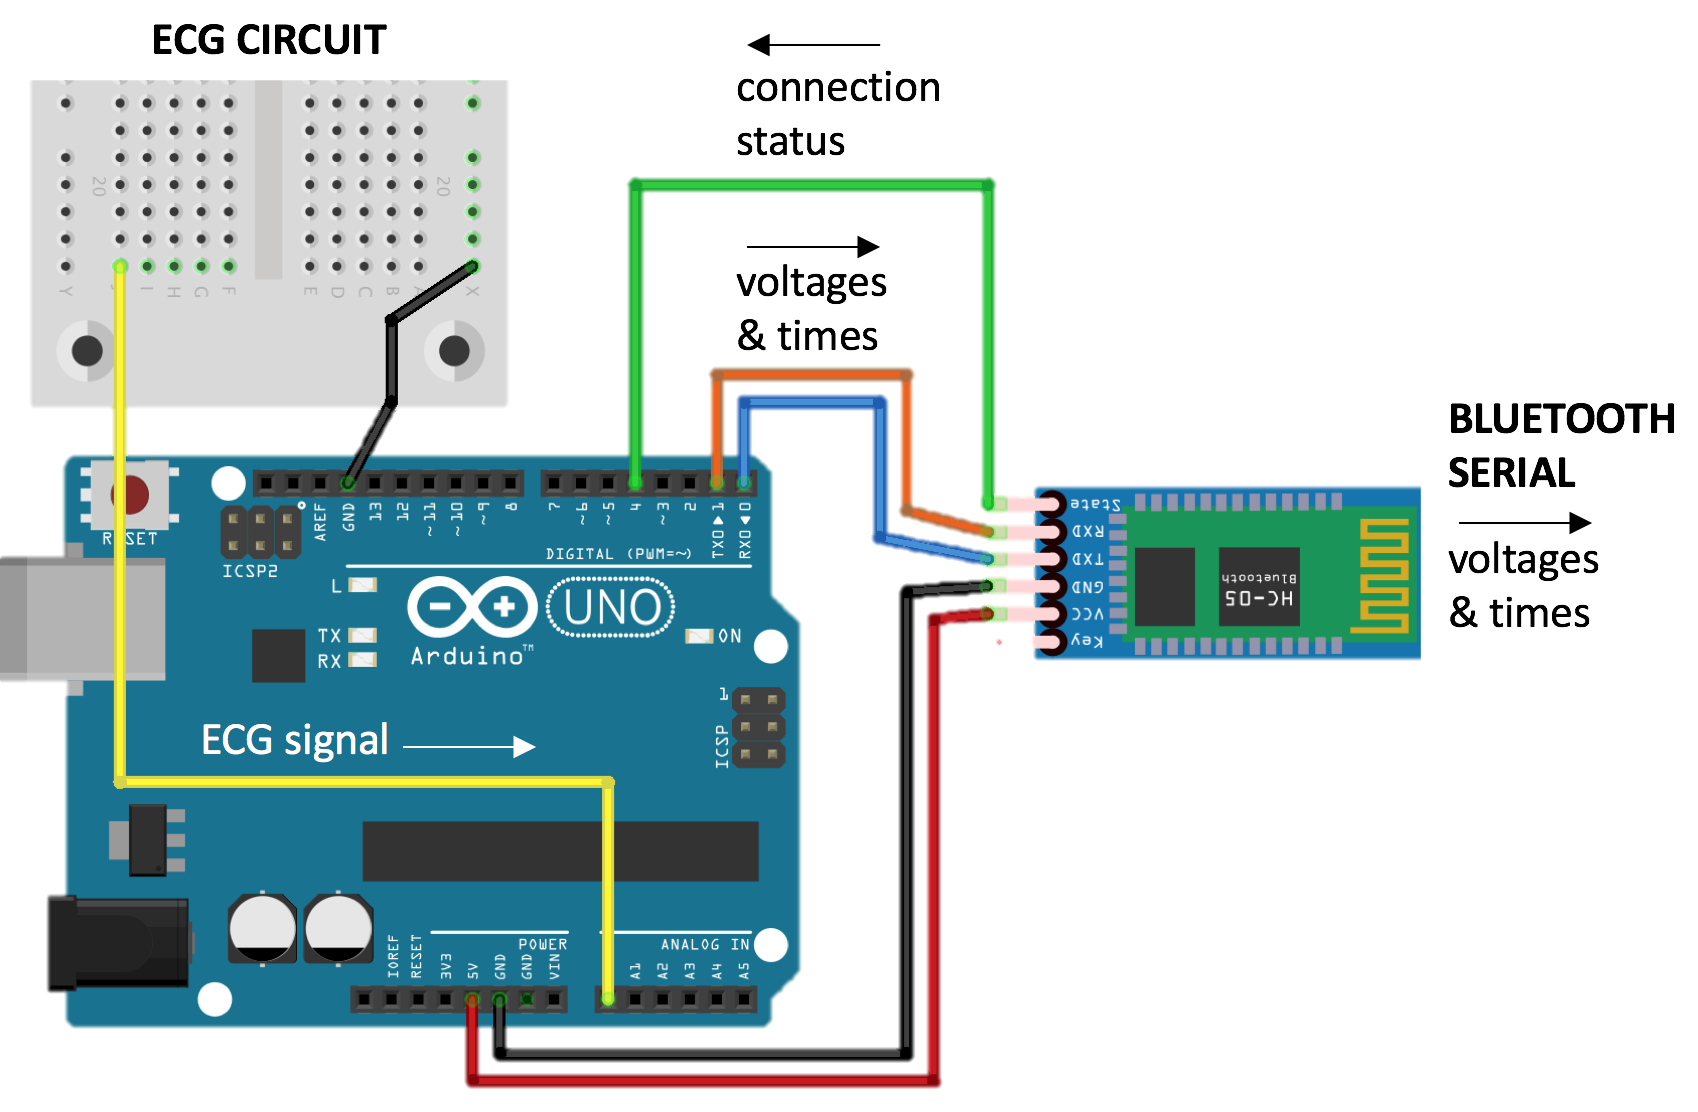 ECG CIRCUIT
connection
status
voltages
& times
20
20
Y
I
H
G
F
E
D
C
B
X
BLUETOOTH
SERIAL
voltages
& times
RESET
ICSP2
AREF
GND
13
12
~11
~10
~9
8
7
~6
~5
4
~3
2
TX0▶1
RX0◀0
DIGITAL (PWM=~)
L
TX
RX
UNO
Arduino™
ON
1
ICSP
State
RXD
TXD
GND
VCC
Key
HC-05
Bluetooth
ECG signal
IOREF
RESET
3V3
5V
GND
GND
VIN
POWER
ANALOG IN
A1
A2
A3
A4
A5